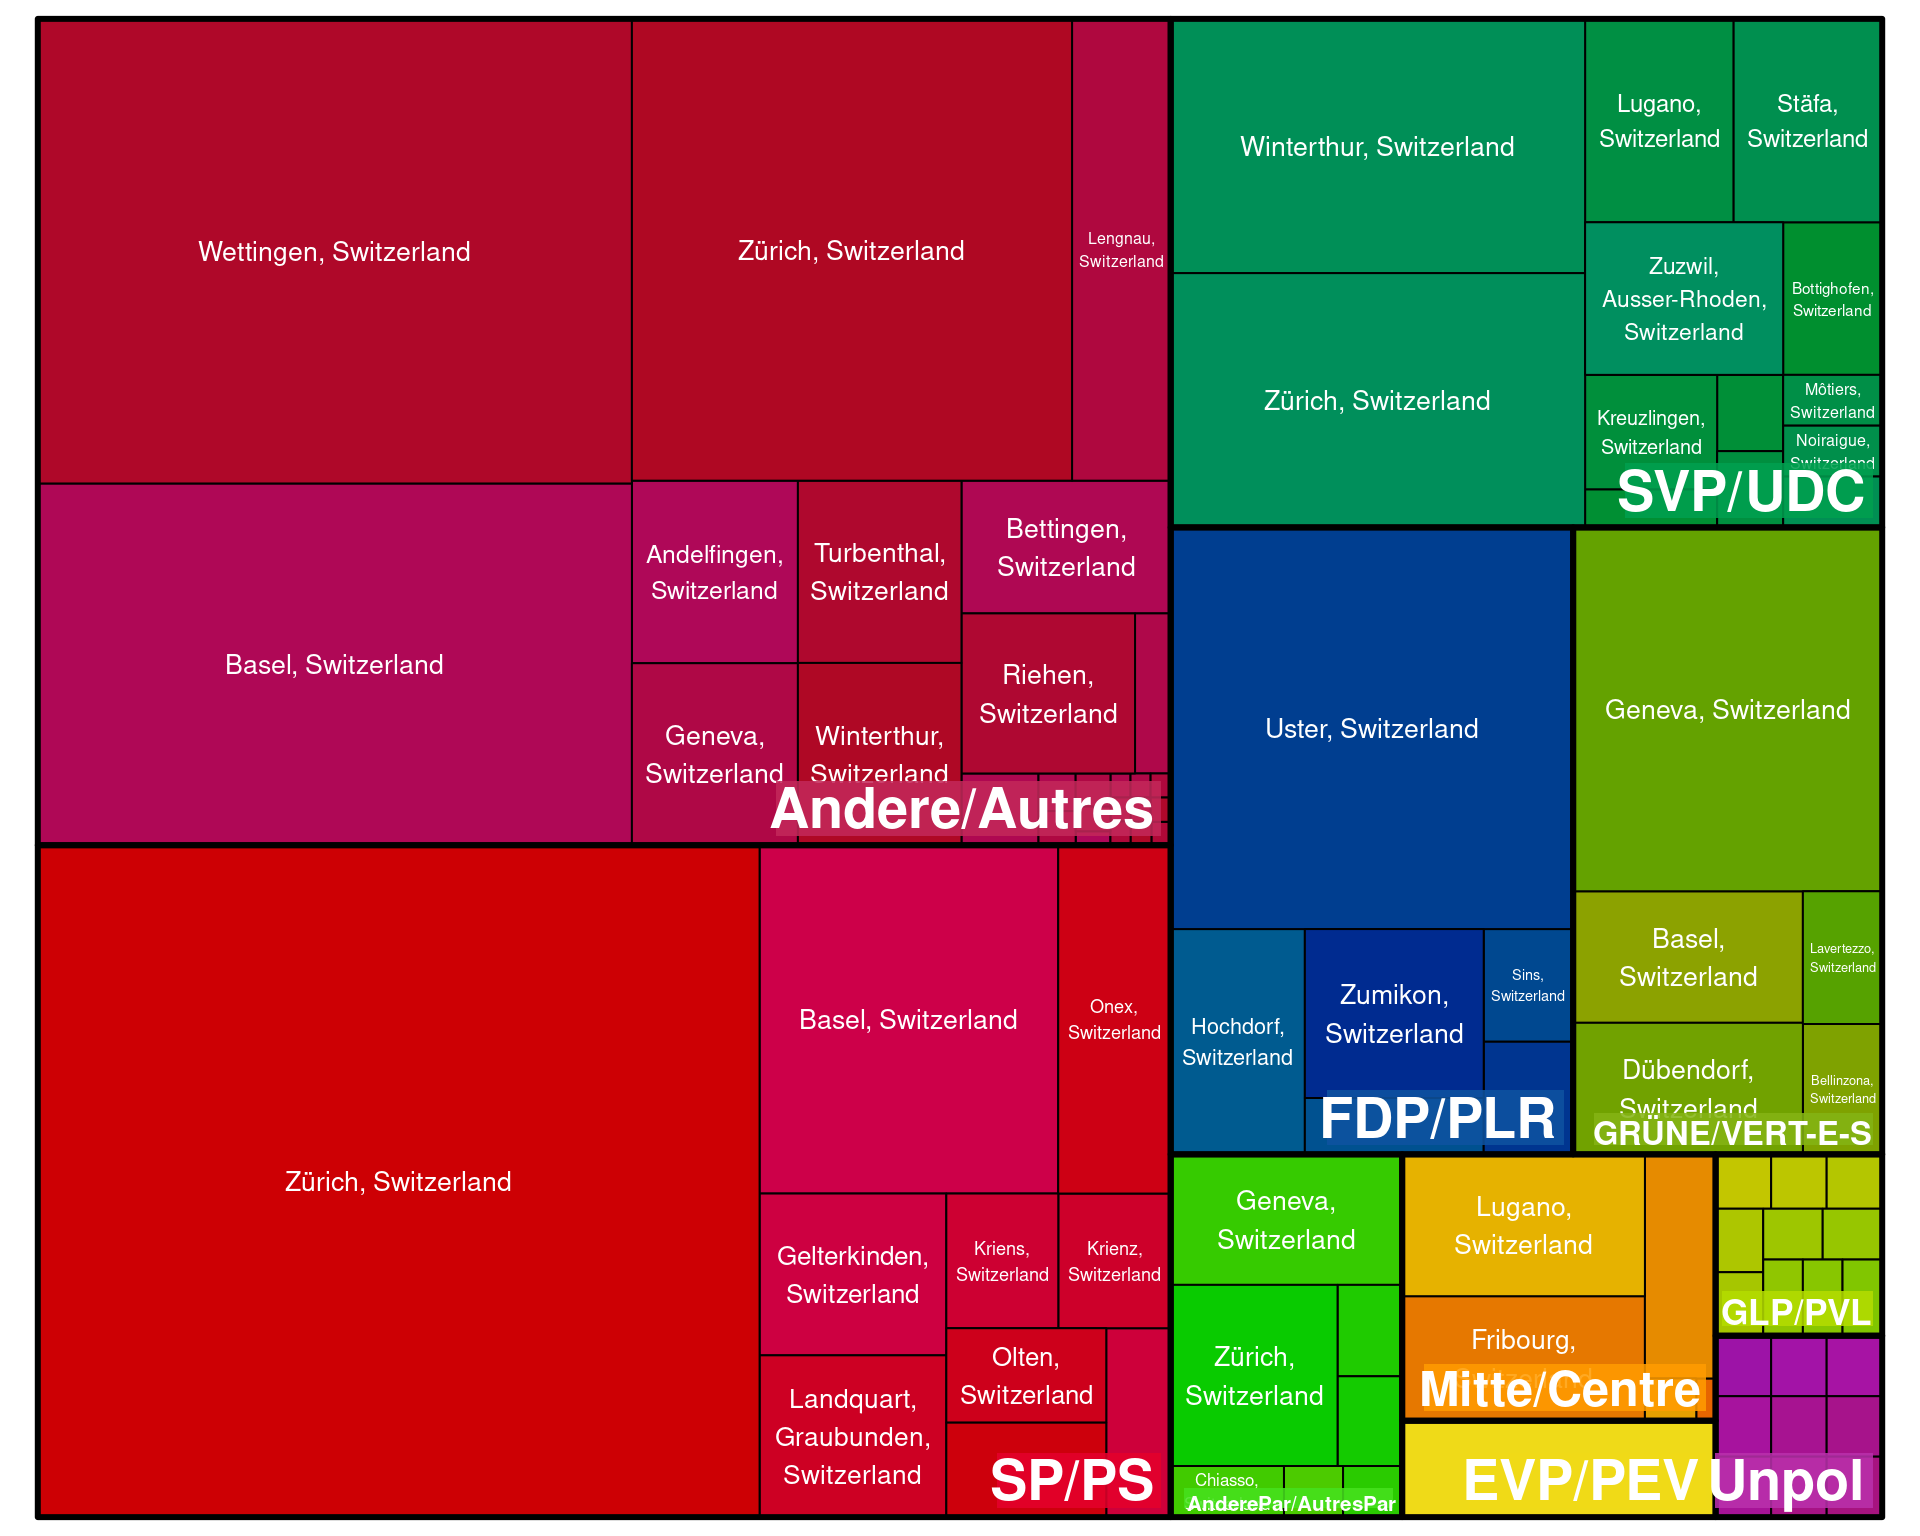 Wettingen, Switzerland
Zürich, Switzerland
Lengnau,
Switzerland
Basel, Switzerland
Andelfingen,
Switzerland
Turbenthal,
Switzerland
Bettingen,
Switzerland
Riehen,
Switzerland
Geneva,
Switzerland
Winterthur,
Switzerland
Andere/Autres
Winterthur, Switzerland
Lugano,
Switzerland
Stäfa,
Switzerland
Zürich, Switzerland
Zuzwil,
Ausser-Rhoden,
Switzerland
Bottighofen,
Switzerland
Kreuzlingen,
Switzerland
Môtiers,
Switzerland
Noiraigue,
Switzerland
SVP/UDC
Zürich, Switzerland
Basel, Switzerland
Onex,
Switzerland
Gelterkinden,
Switzerland
Kriens,
Switzerland
Krienz,
Switzerland
Landquart,
Graubunden,
Switzerland
Olten,
Switzerland
SP/PS
Uster, Switzerland
Hochdorf,
Switzerland
Zumikon,
Switzerland
Sins,
Switzerland
FDP/PLR
Geneva, Switzerland
Basel,
Switzerland
Lavertezzo,
Switzerland
Dübendorf,
Switzerland
Bellinzona,
Switzerland
GRÜNE/VERT-E-S
Geneva,
Switzerland
Zürich,
Switzerland
Chiasso,
AnderePar/AutresPar
Lugano,
Switzerland
Fribourg,
Switzerland
Mitte/Centre
GLP/PVL
EVP/PEV
Unpol